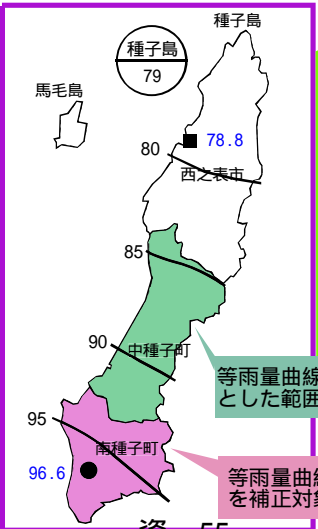 種子島
種子島
79
馬毛島
80
78.8
西之表市
85
90
中種子町
等雨量曲線
とした範囲
95
南種子町
96.6
等雨量曲線
を補正対象
資 55